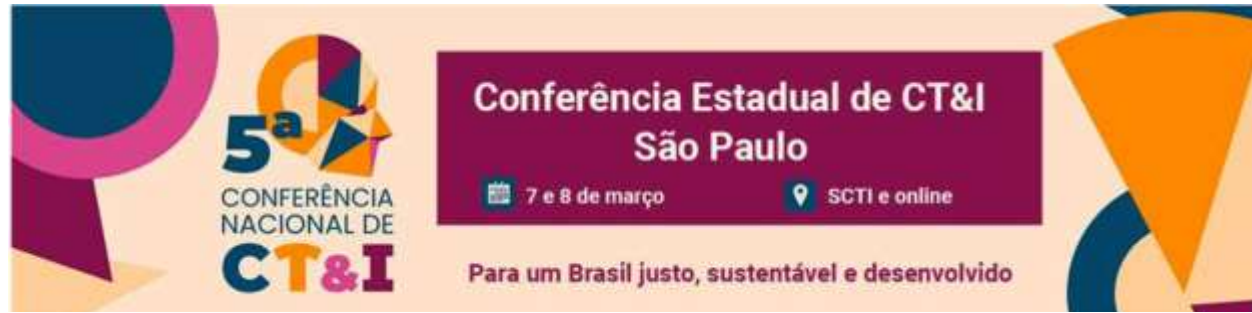 5ª
CONFERÊNCIA
NACIONAL DE
CT&I
Conferência Estadual de CT&I
São Paulo
7 e 8 de março
SCTI e online
Para um Brasil justo, sustentável e desenvolvido